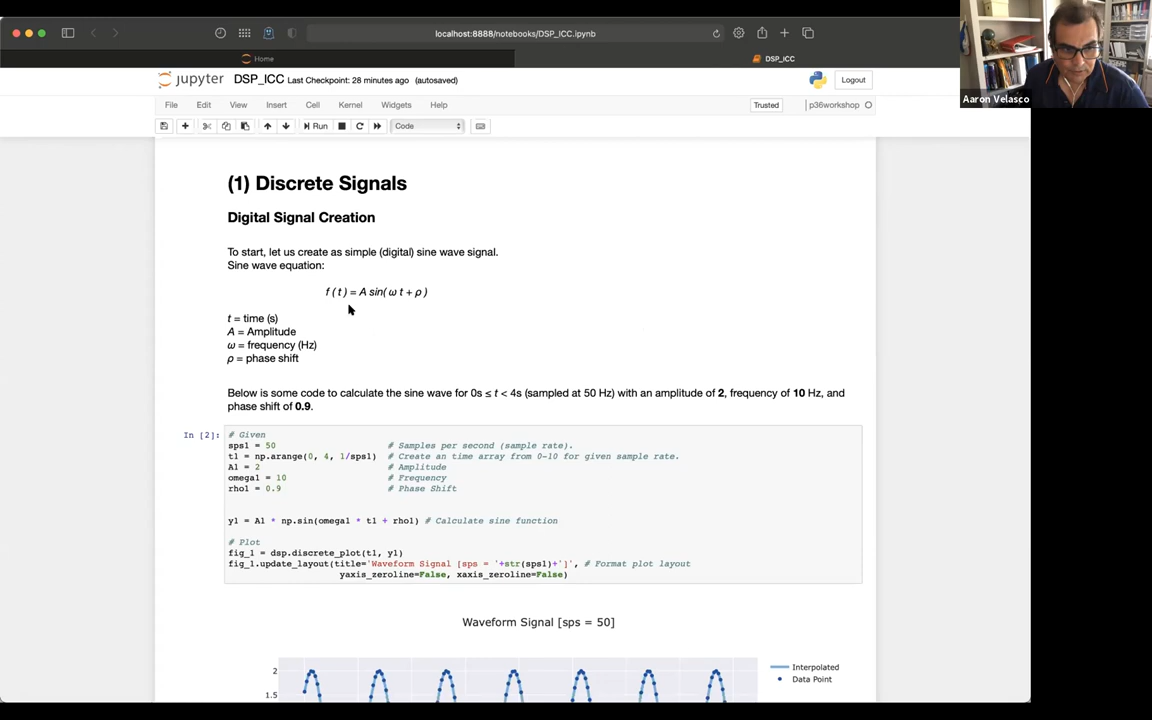 localhost:8888/notebooks/DSP_ICC.ipynb
Home
DSP_ICC
Aaron Velasco
jupyter DSP_ICC Last Checkpoint: 28 minutes ago (autosaved)
Logout
File Edit View Insert Cell Kernel Widgets Help
Trusted
p36workshop
Run
Code
(1) Discrete Signals
Digital Signal Creation
To start, let us create as simple (digital) sine wave signal.
Sine wave equation:
f ( t ) = A sin( ω t + ρ )
t = time (s)
A = Amplitude
ω = frequency (Hz)
ρ = phase shift
Below is some code to calculate the sine wave for 0s ≤ t < 4s (sampled at 50 Hz) with an amplitude of 2, frequency of 10 Hz, and
phase shift of 0.9.
In [2]:
# Given
sps1 = 50 # Samples per second (sample rate).
t1 = np.arange(0, 4, 1/sps1) # Create an time array from 0-10 for given sample rate.
A1 = 2 # Amplitude
omega1 = 10 # Frequency
rho1 = 0.9 # Phase Shift
y1 = A1 * np.sin(omega1 * t1 + rho1) # Calculate sine function
# Plot
fig_1 = dsp.discrete_plot(t1, y1)
fig_1.update_layout(title='Waveform Signal [sps = '+str(sps1)+']', # Format plot layout
yaxis_zeroline=False, xaxis_zeroline=False)
Waveform Signal [sps = 50]
2
1.5
Interpolated
Data Point